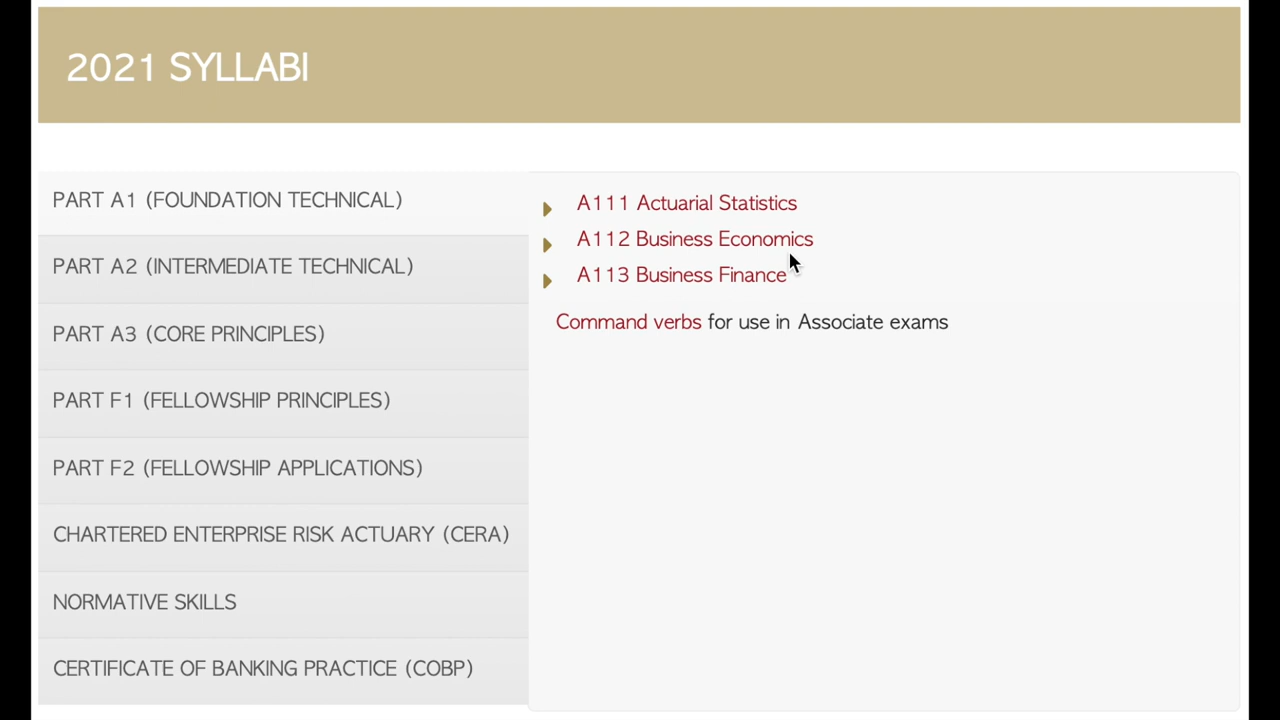 2021 SYLLABI
PART A1 (FOUNDATION TECHNICAL)
PART A2 (INTERMEDIATE TECHNICAL)
PART A3 (CORE PRINCIPLES)
PART F1 (FELLOWSHIP PRINCIPLES)
PART F2 (FELLOWSHIP APPLICATIONS)
CHARTERED ENTERPRISE RISK ACTUARY (CERA)
NORMATIVE SKILLS
CERTIFICATE OF BANKING PRACTICE (COBP)
A111 Actuarial Statistics
A112 Business Economics
A113 Business Finance
Command verbs for use in Associate exams